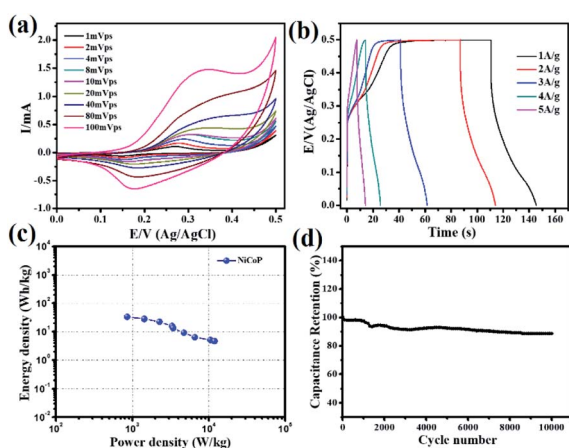 (a)
2.0
1.5
1.0
0.5
0.0
-0.5
-1.0
I/mA
1mVps
2mVps
4mVps
8mVps
10mVps
20mVps
40mVps
80mVps
100mVps
0.0 0.1 0.2 0.3 0.4 0.5
E/V (Ag/AgCl)
(b)
0.5
0.4
0.3
0.2
0.1
0.0
E/V(Ag/AgCl)
1A/g
2A/g
3A/g
4A/g
5A/g
0 20 40 60 80 100 120 140 160
Time (s)
(c)
10⁴
10³
10²
10¹
10⁰
10⁻¹
10⁻²
Energy density (Wh/kg)
NiCoP
10² 10³ 10⁴ 10⁵
Power density (W/kg)
(d)
140
120
100
80
60
40
20
0
Capacitance Retention (%)
0 2000 4000 6000 8000 10000
Cycle number